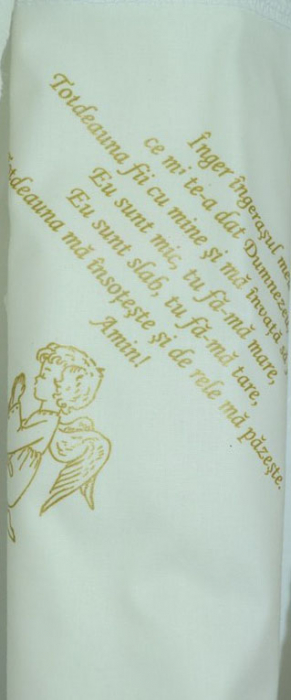 Înger îngerașul
ce mi te-a dat Dumnezeu
Totdeauna fii cu mine și mă învață
Eu sunt mic, tu fă-mă mare,
Eu sunt slab, tu fă-mă tare,
mă însoțește și de rele mă păzește.
Amin!